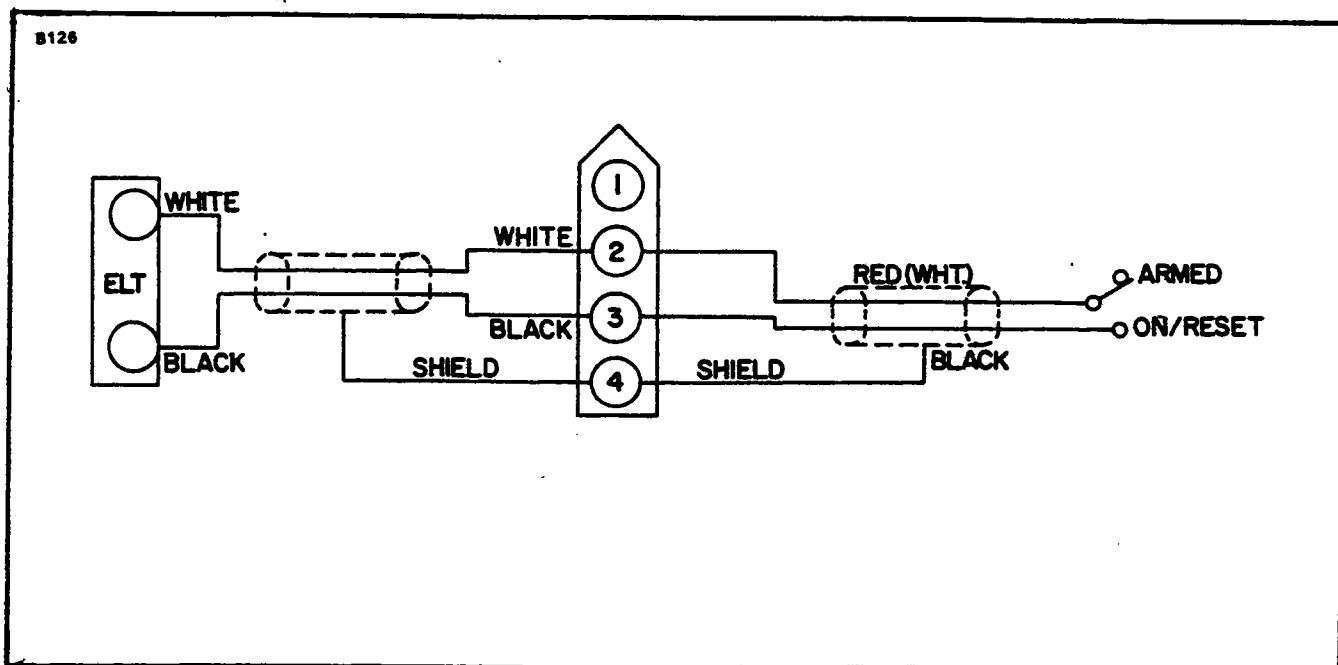 B126
WHITE
ELT
BLACK
WHITE
BLACK
SHIELD
1
2
3
4
SHIELD
RED (WHT)
BLACK
ARMED
ON/RESET